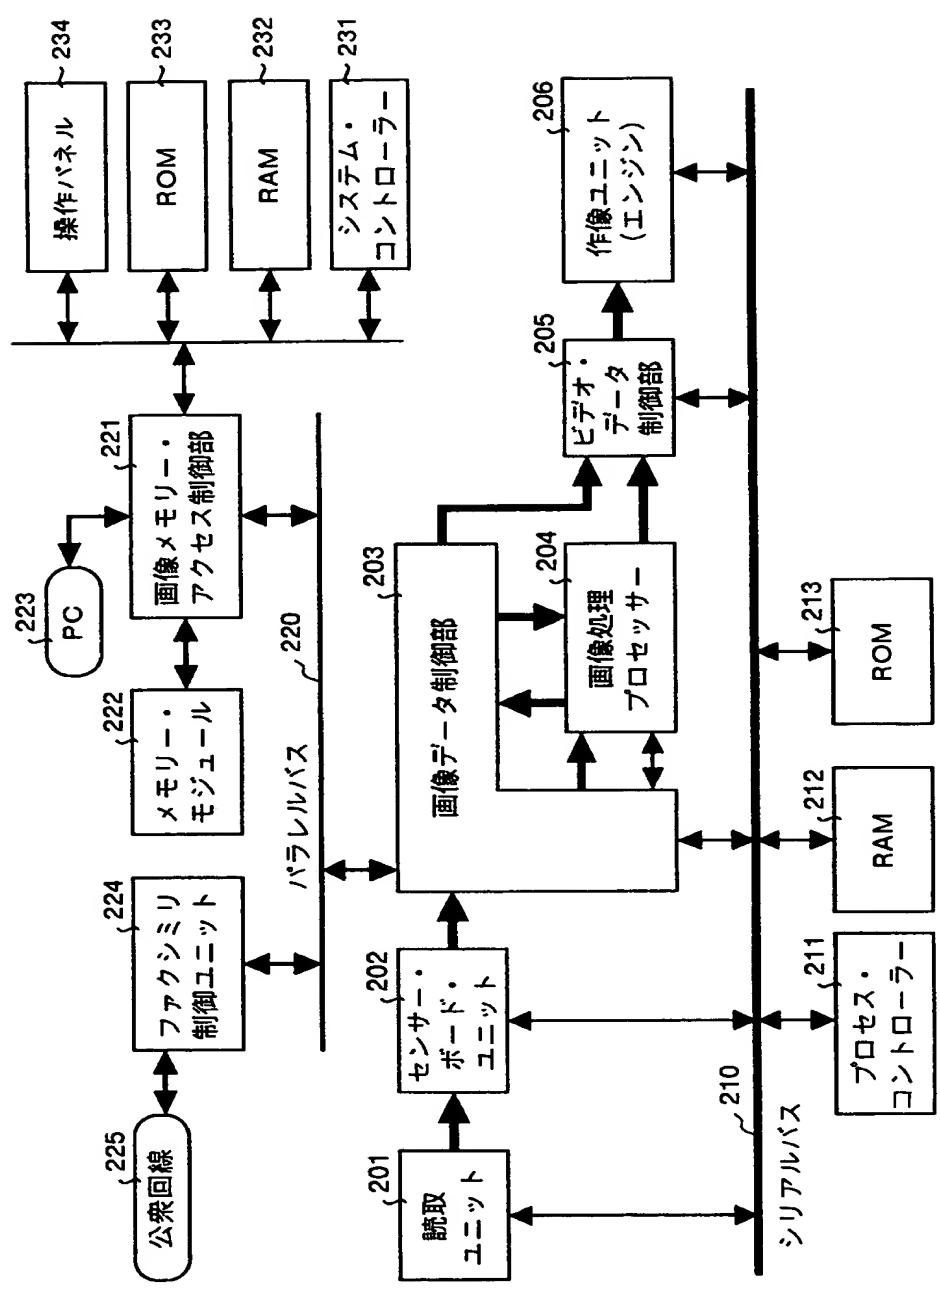 225
公衆回線
224
ファクシミリ
制御ユニット
222
メモリー・
モジュール
223
PC
221
画像メモリー・
アクセス制御部
234
操作パネル
233
ROM
232
RAM
231
システム・
コントローラー
パラレルバス
220
201
読取
ユニット
202
センサー・
ボード・
ユニット
203
画像データ制御部
204
画像処理
プロセッサー
205
ビデオ・
データ
制御部
206
作像ユニット
(エンジン)
シリアルバス
210
211
プロセス・
コントローラー
212
RAM
213
ROM